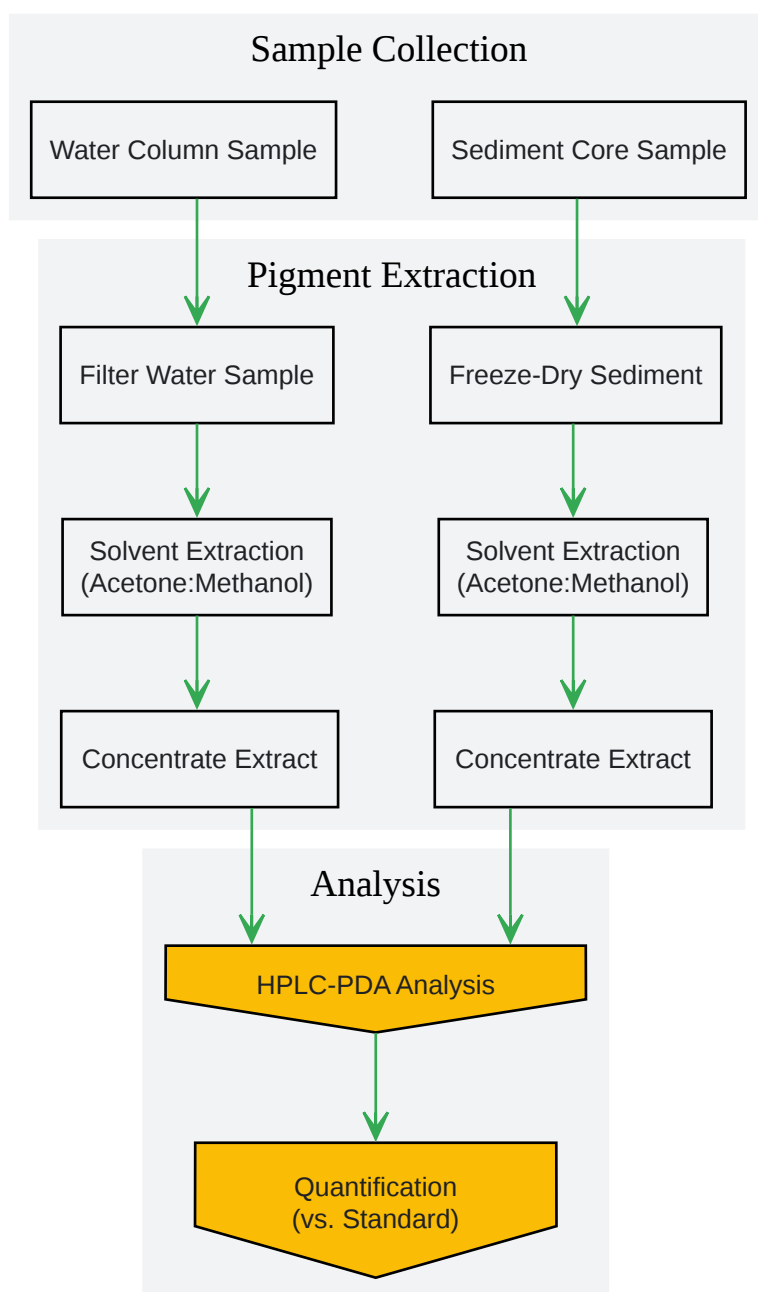 Sample Collection
Water Column Sample
Sediment Core Sample
Pigment Extraction
Filter Water Sample
Freeze-Dry Sediment
Solvent Extraction
(Acetone:Methanol)
Solvent Extraction
(Acetone:Methanol)
Concentrate Extract
Concentrate Extract
Analysis
HPLC-PDA Analysis
Quantification
(vs. Standard)